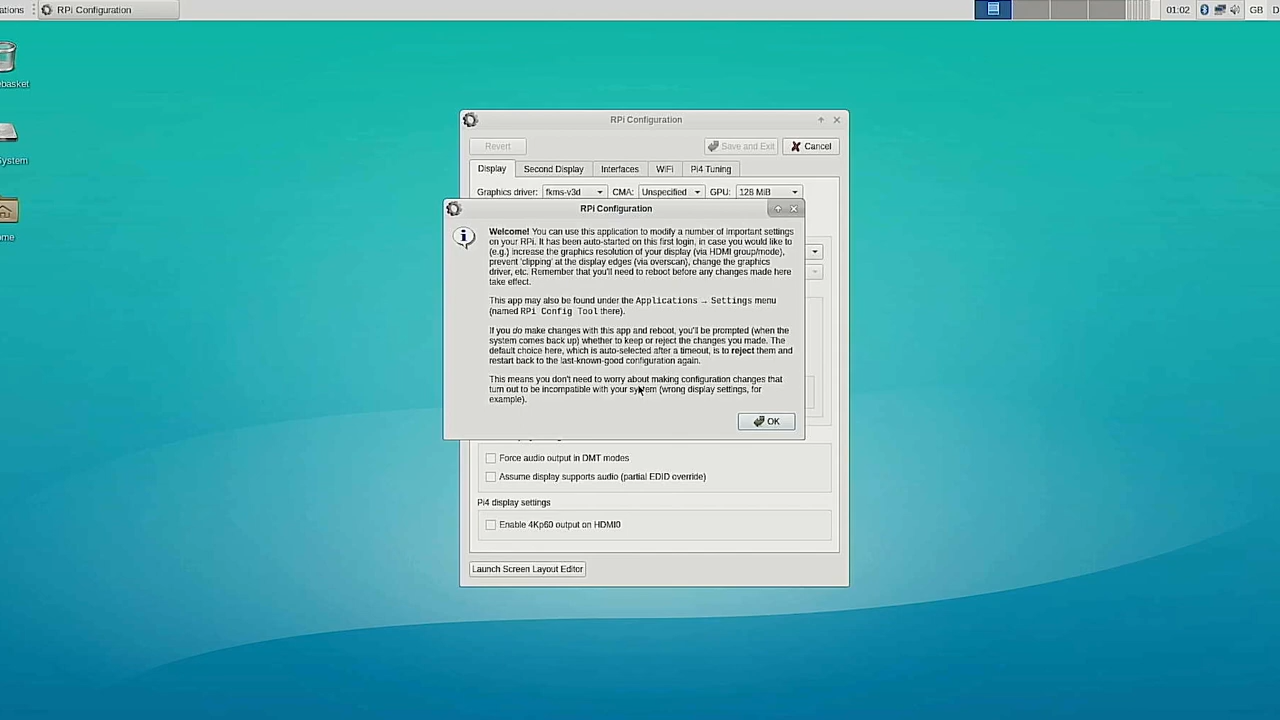 ations
RPi Configuration
01:02
GB
D
ebasket
System
ome
RPi Configuration
Revert
Save and Exit
Cancel
Display
Second Display
Interfaces
WiFi
Pi4 Tuning
Graphics driver:
fkms-v3d
CMA:
Unspecified
GPU:
128 MiB
RPi Configuration
Welcome! You can use this application to modify a number of important settings
on your RPi. It has been auto-started on this first login, in case you would like to
(e.g.) increase the graphics resolution of your display (via HDMI group/mode),
prevent 'clipping' at the display edges (via overscan), change the graphics
driver, etc. Remember that you'll need to reboot before any changes made here
take effect.
This app may also be found under the Applications → Settings menu
(named RPi Config Tool there).
If you do make changes with this app and reboot, you'll be prompted (when the
system comes back up) whether to keep or reject the changes you made. The
default choice here, which is auto-selected after a timeout, is to reject them and
restart back to the last-known-good configuration again.
This means you don't need to worry about making configuration changes that
turn out to be incompatible with your system (wrong display settings, for
example).
OK
Force audio output in DMT modes
Assume display supports audio (partial EDID override)
Pi4 display settings
Enable 4Kp60 output on HDMI0
Launch Screen Layout Editor